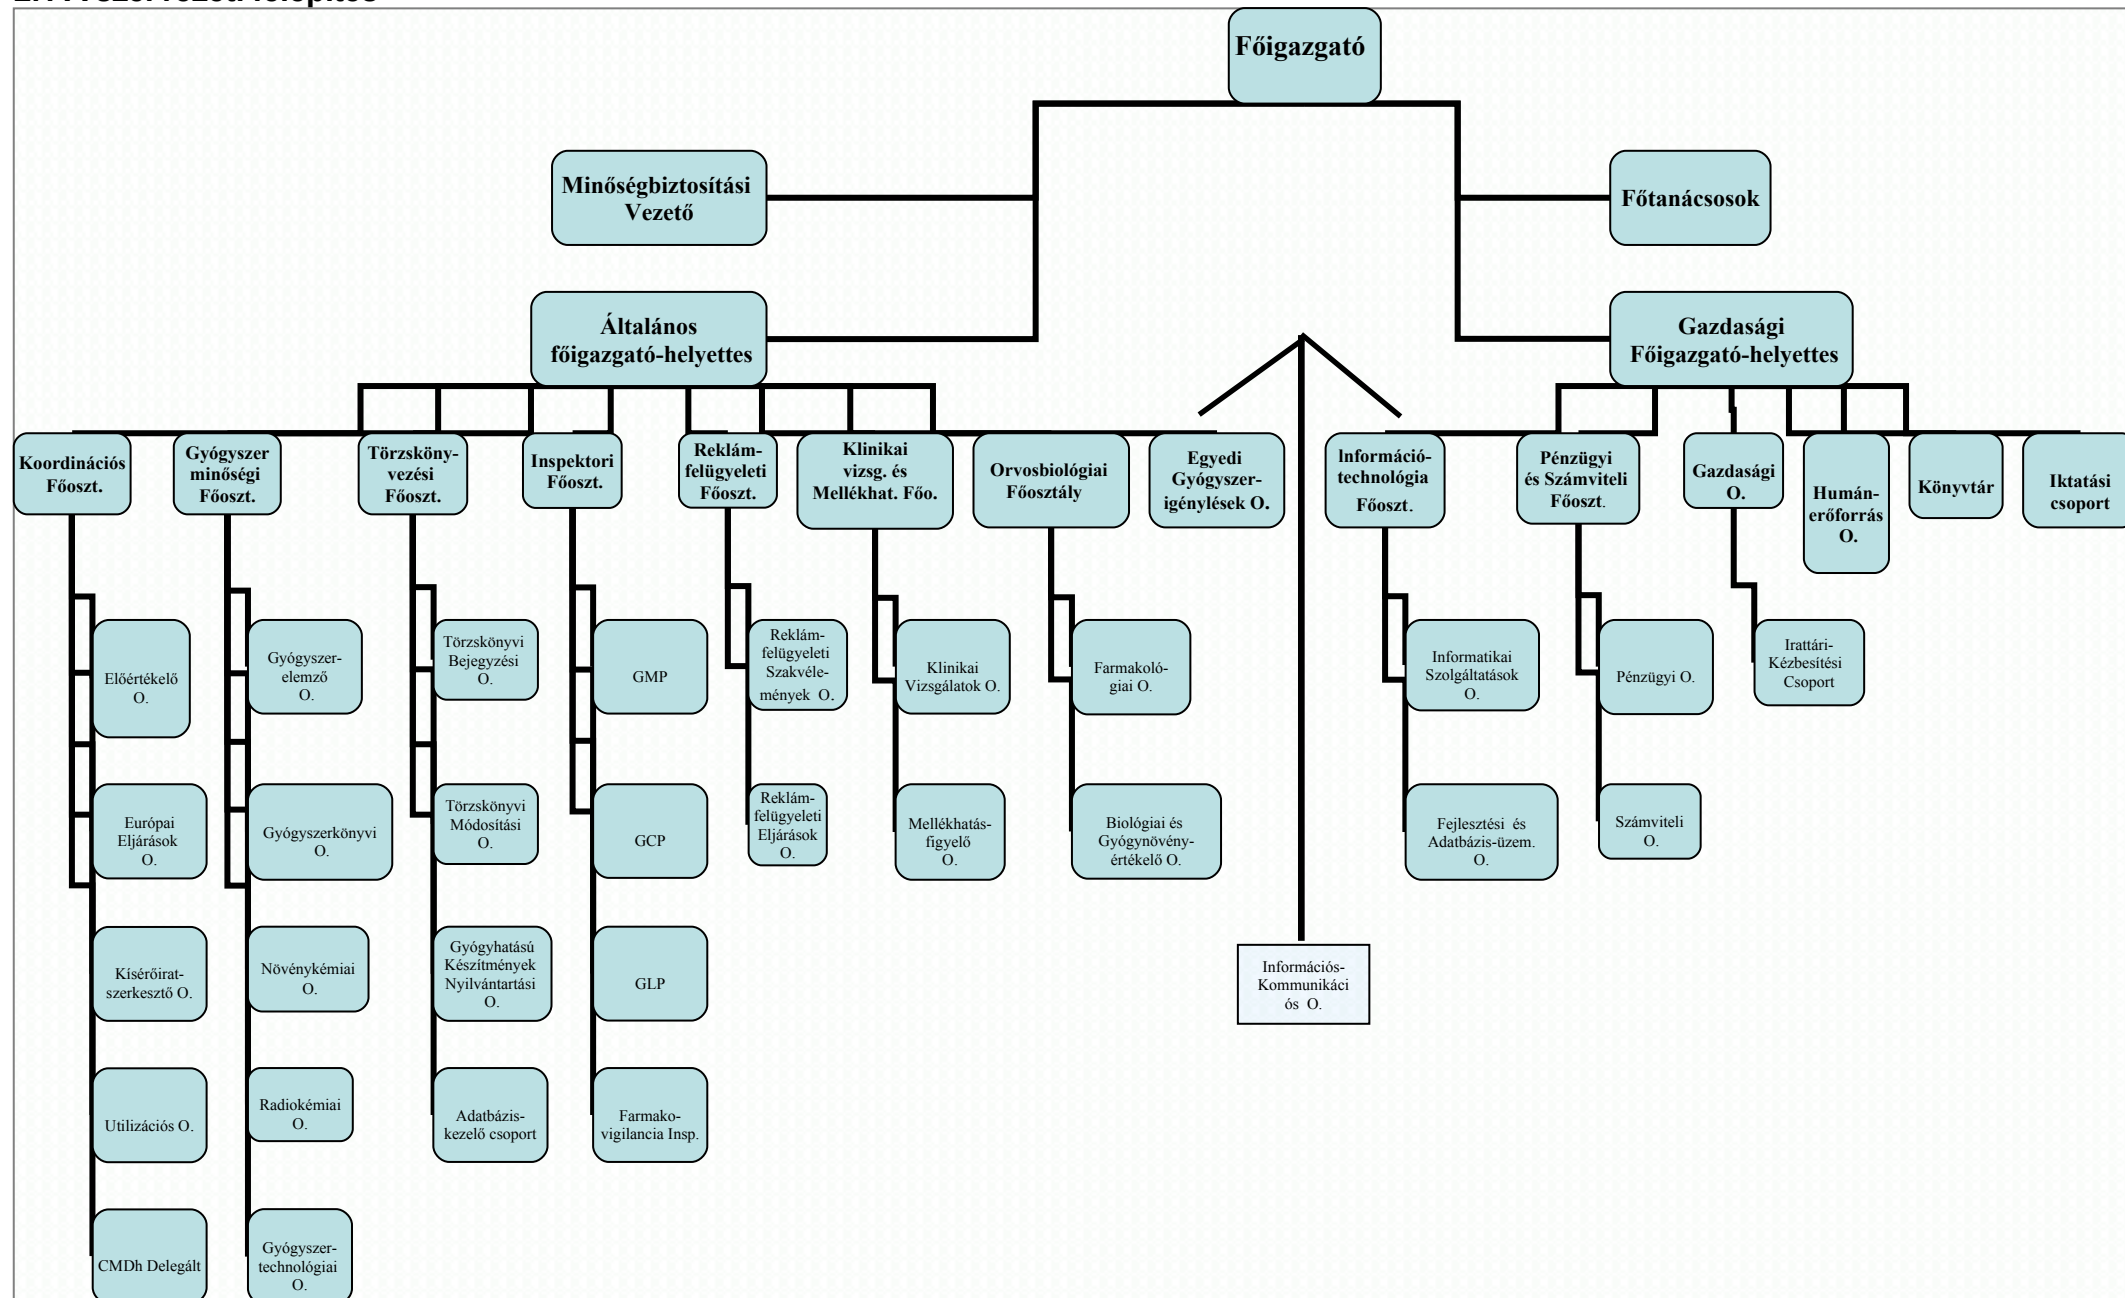 Főigazgató
Minőségbiztosítási
Vezető
Főtanácsosok
Általános
főigazgató-helyettes
Gazdasági
Főigazgató-helyettes
Koordinációs
Főoszt.
Gyógyszer
minőségi
Főoszt.
Törzsköny-
vezési
Főoszt.
Inspektori
Főoszt.
Reklám-
felügyeleti
Főoszt.
Klinikai
vizsg. és
Mellékhat. Főo.
Orvosbiológiai
Főosztály
Egyedi
Gyógyszer-
igénylések O.
Információ-
technológia
Főoszt.
Pénzügyi
és Számviteli
Főoszt.
Gazdasági
O.
Humán-
erőforrás
O.
Könyvtár
Iktatási
csoport
Előértékelő
O.
Gyógyszer-
elemző
O.
Törzskönyvi
Bejegyzési
O.
GMP
Reklám-
felügyeleti
Szakvéle-
mények O.
Klinikai
Vizsgálatok O.
Farmakoló-
giai O.
Informatikai
Szolgáltatások
O.
Pénzügyi O.
Irattári-
Kézbesítési
Csoport
Európai
Eljárások
O.
Gyógyszerkönyvi
O.
Törzskönyvi
Módosítási
O.
GCP
Reklám-
felügyeleti
Eljárások
O.
Mellékhatás-
figyelő
O.
Biológiai és
Gyógynövény-
értékelő O.
Fejlesztési és
Adatbázis-üzem.
O.
Számviteli
O.
Kísérőirat-
szerkesztő O.
Növénykémiai
O.
Gyógyhatású
Készítmények
Nyilvántartási
O.
GLP
Információs-
Kommunikáci
ós O.
Utilizációs O.
Radiokémiai
O.
Adatbázis-
kezelő csoport
Farmako-
vigilancia Insp.
CMDh Delegált
Gyógyszer-
technológiai
O.